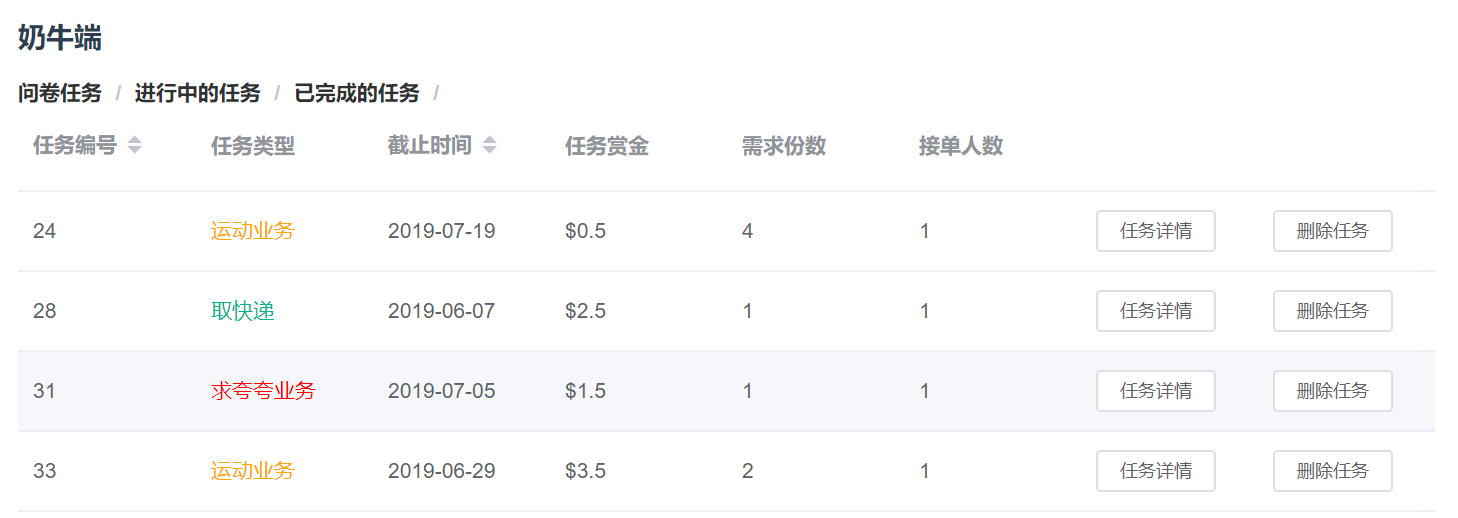 奶牛端
问卷任务 / 进行中的任务 / 已完成的任务 /
任务编号 任务类型 截止时间 任务赏金 需求份数 接单人数
24 运动业务 2019-07-19 $0.5 4 1 任务详情 删除任务
28 取快递 2019-06-07 $2.5 1 1 任务详情 删除任务
31 求夸夸业务 2019-07-05 $1.5 1 1 任务详情 删除任务
33 运动业务 2019-06-29 $3.5 2 1 任务详情 删除任务